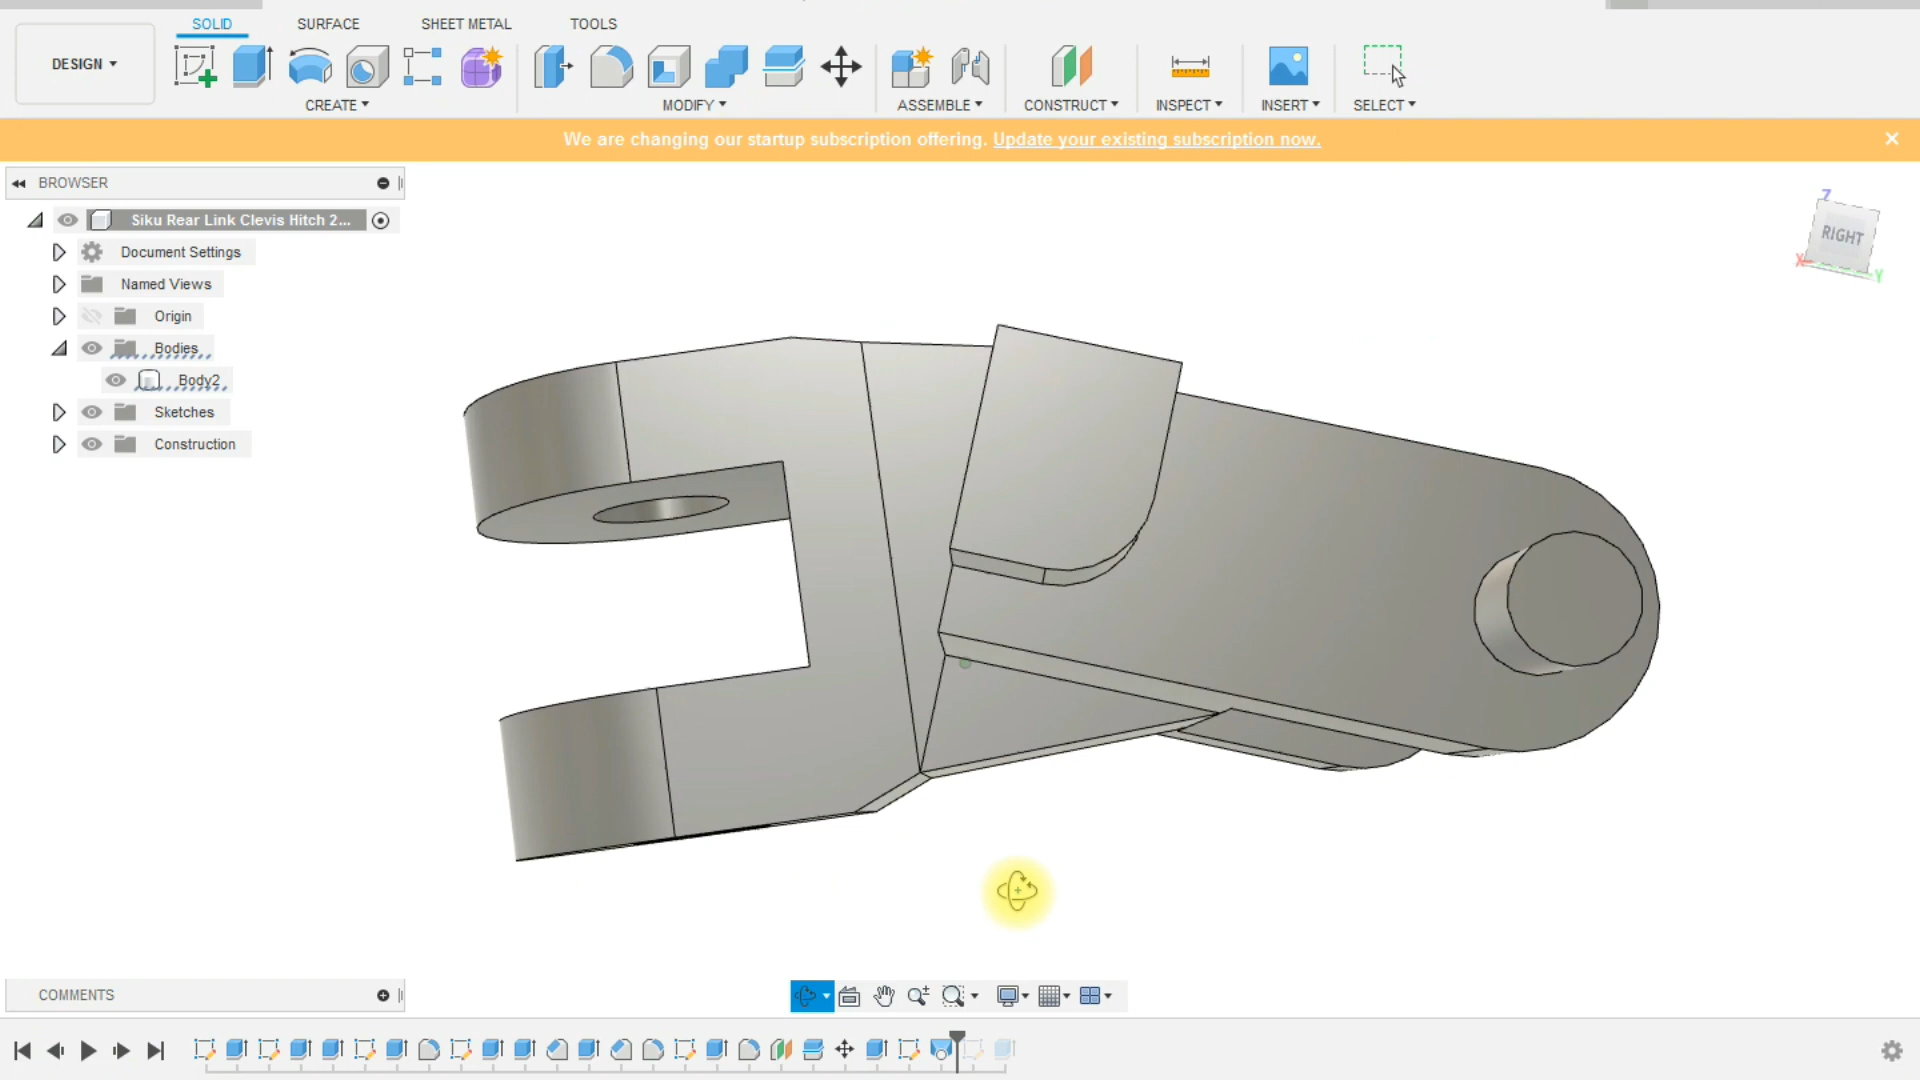 SOLID SURFACE SHEET METAL TOOLS
DESIGN
CREATE MODIFY ASSEMBLE CONSTRUCT INSPECT INSERT SELECT
We are changing our startup subscription offering. Update your existing subscription now.
BROWSER
Siku Rear Link Clevis Hitch 2...
Document Settings
Named Views
Origin
Bodies
Body2
Sketches
Construction
Z
RIGHT
X
Y
COMMENTS